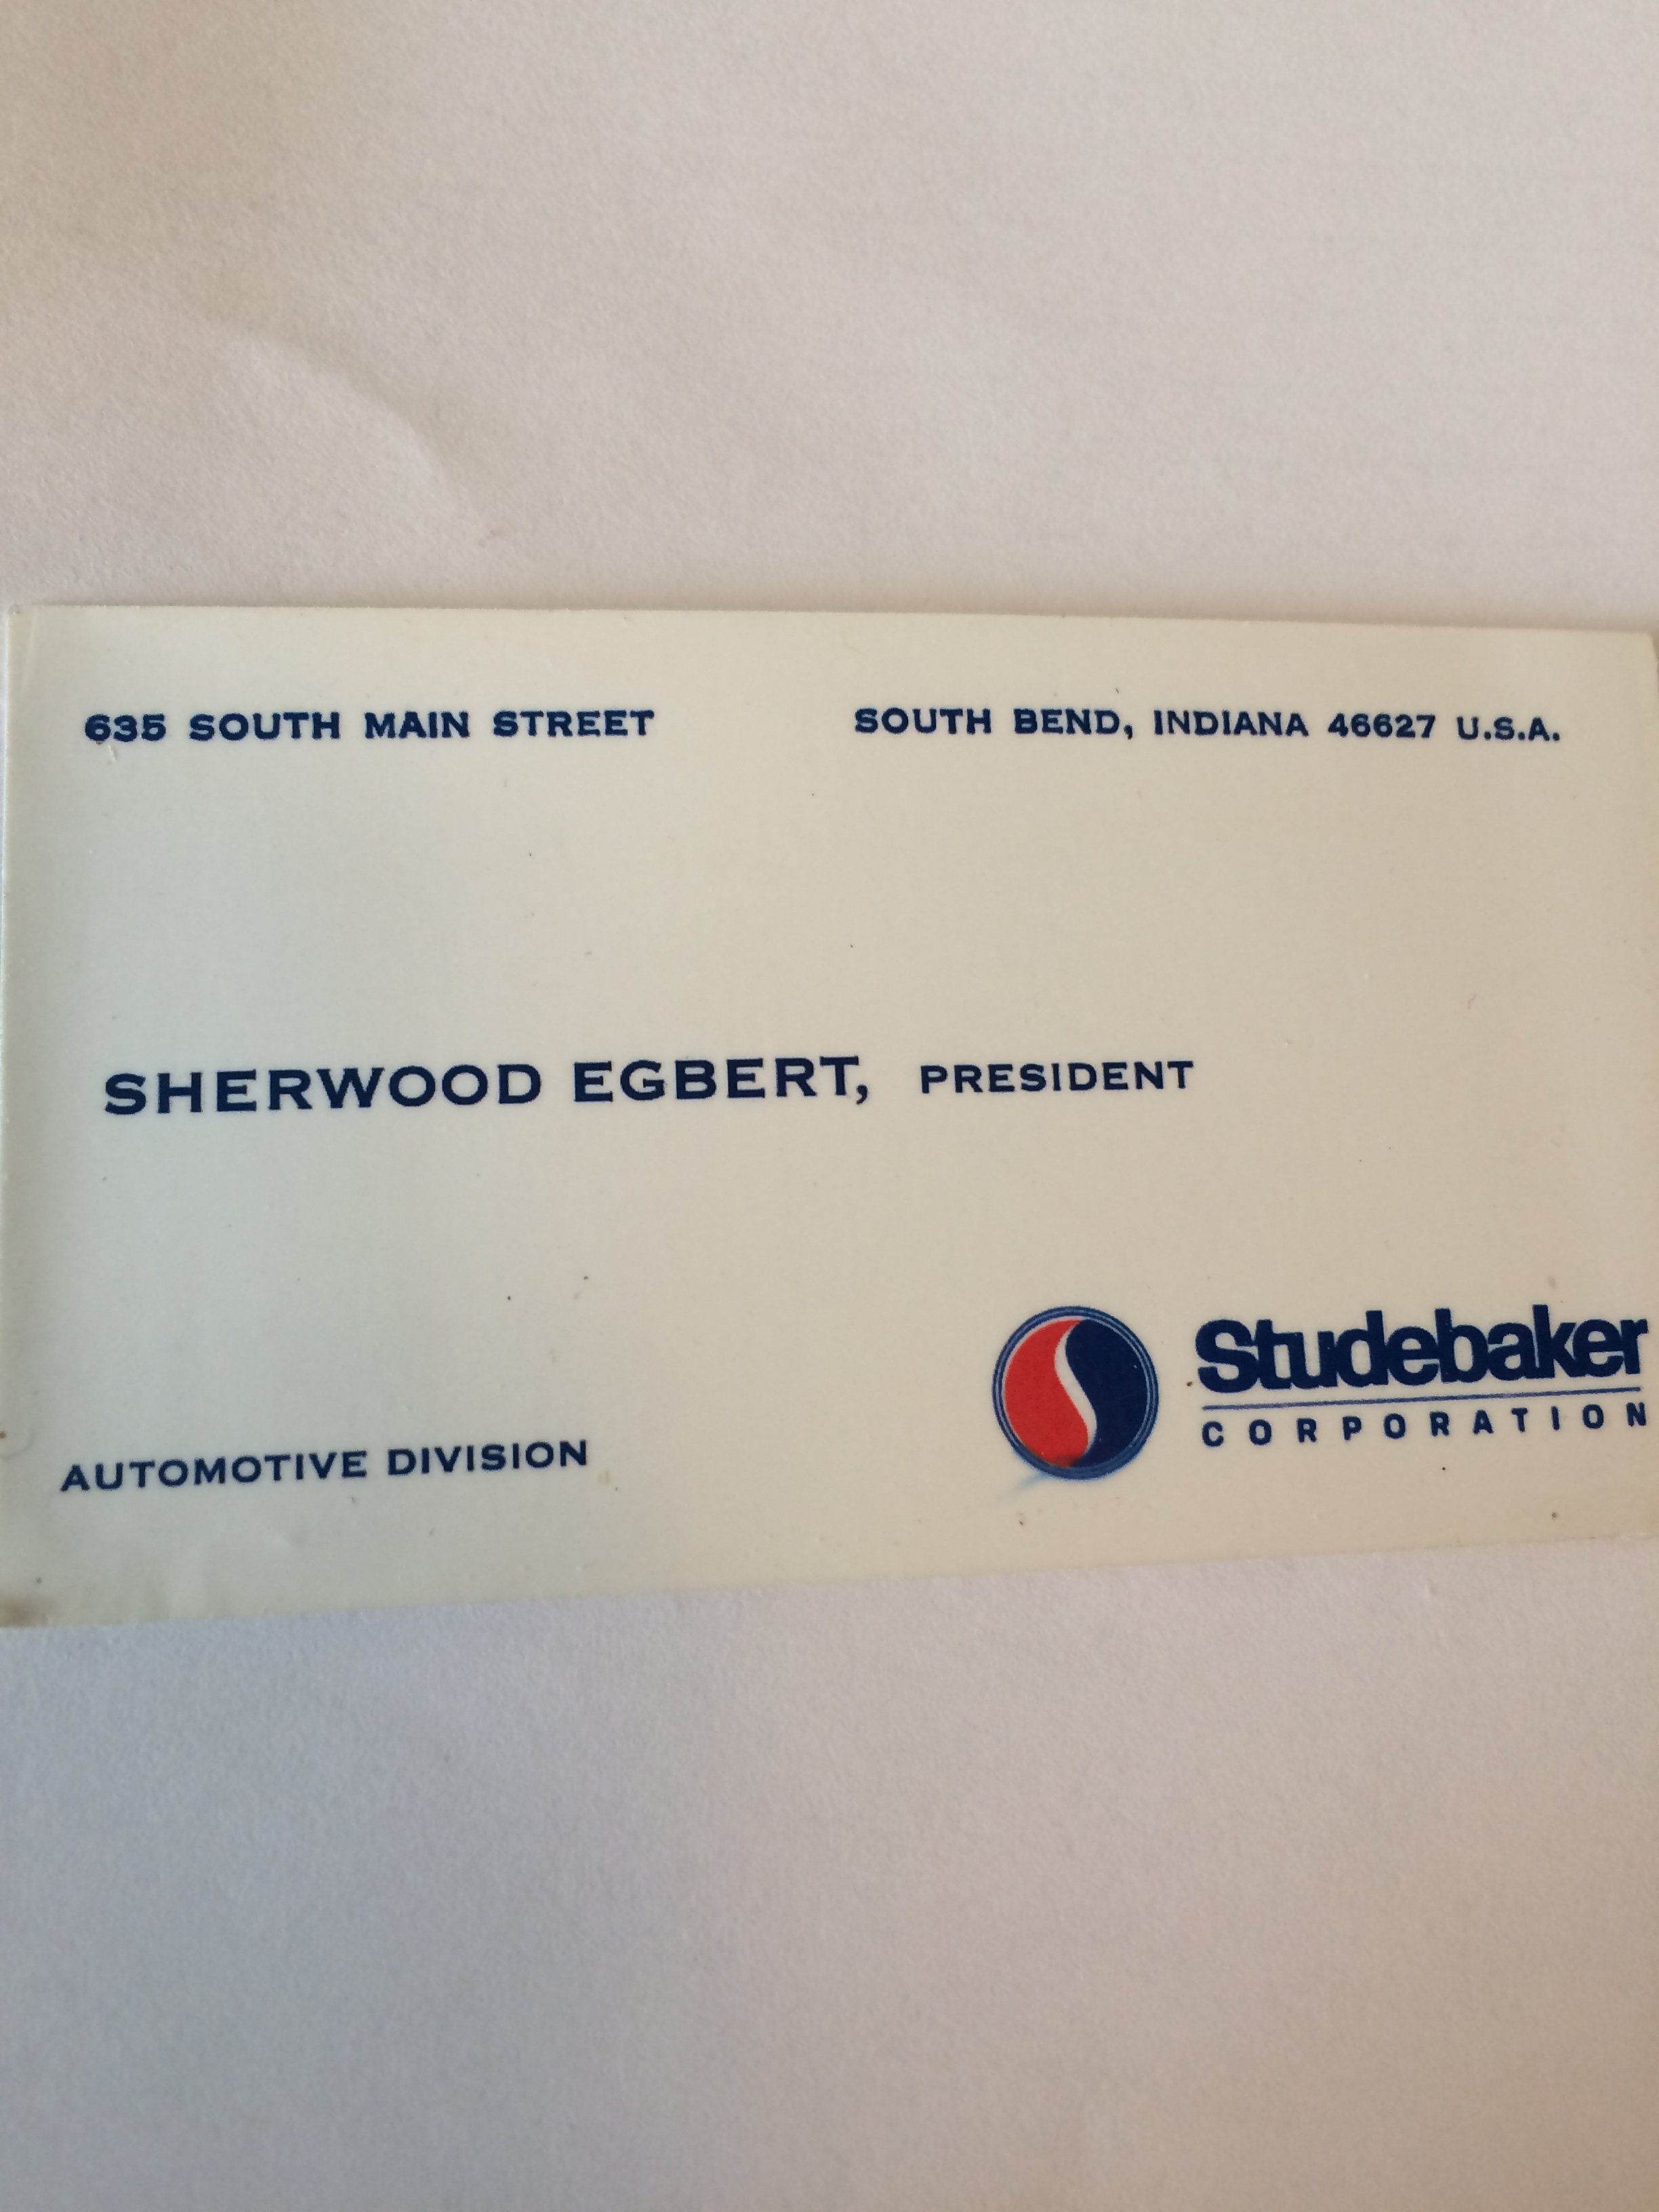 635 SOUTH MAIN STREET SOUTH BEND, INDIANA 46627 U.S.A.
SHERWOOD EGBERT, PRESIDENT
Studebaker
CORPORATION
AUTOMOTIVE DIVISION